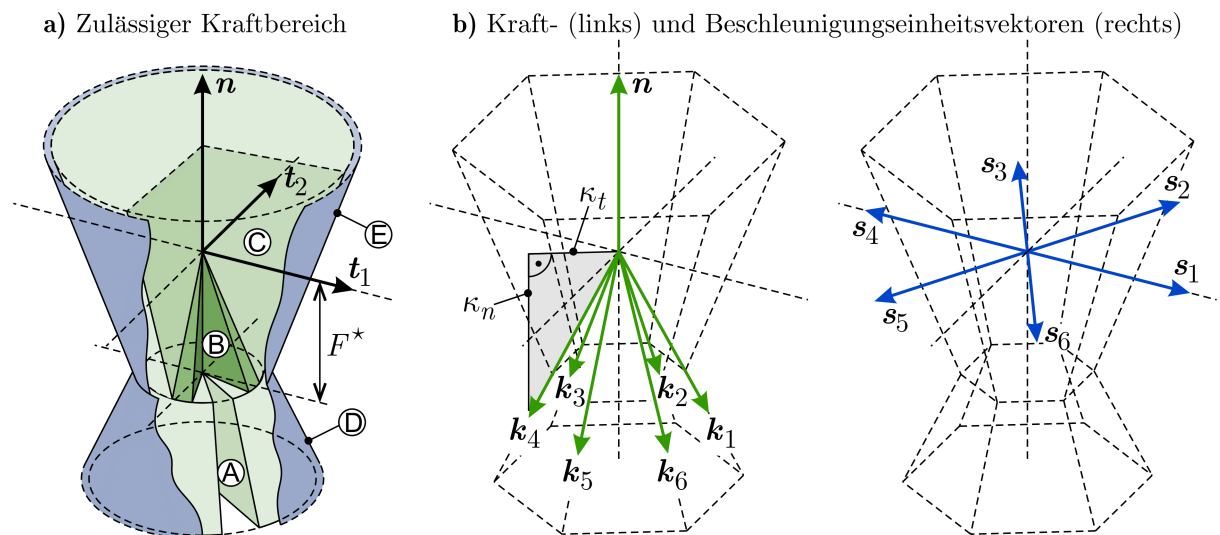 a) Zulässiger Kraftbereich
b) Kraft- (links) und Beschleunigungseinheitsvektoren (rechts)
n
t₂
C
E
t₁
B
F⋆
D
A
n
κₜ
κₙ
k₃
k₂
k₄
k₁
k₅
k₆
s₃
s₂
s₄
s₁
s₅
s₆